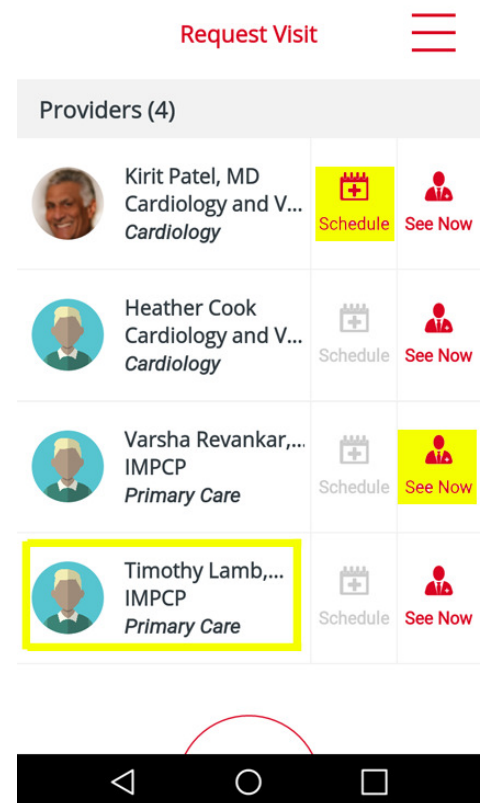 Request Visit
Providers (4)
Kirit Patel, MD
Cardiology and V...
Cardiology
Schedule
See Now
Heather Cook
Cardiology and V...
Cardiology
Schedule
See Now
Varsha Revankar,...
IMPCP
Primary Care
Schedule
See Now
Timothy Lamb,...
IMPCP
Primary Care
Schedule
See Now